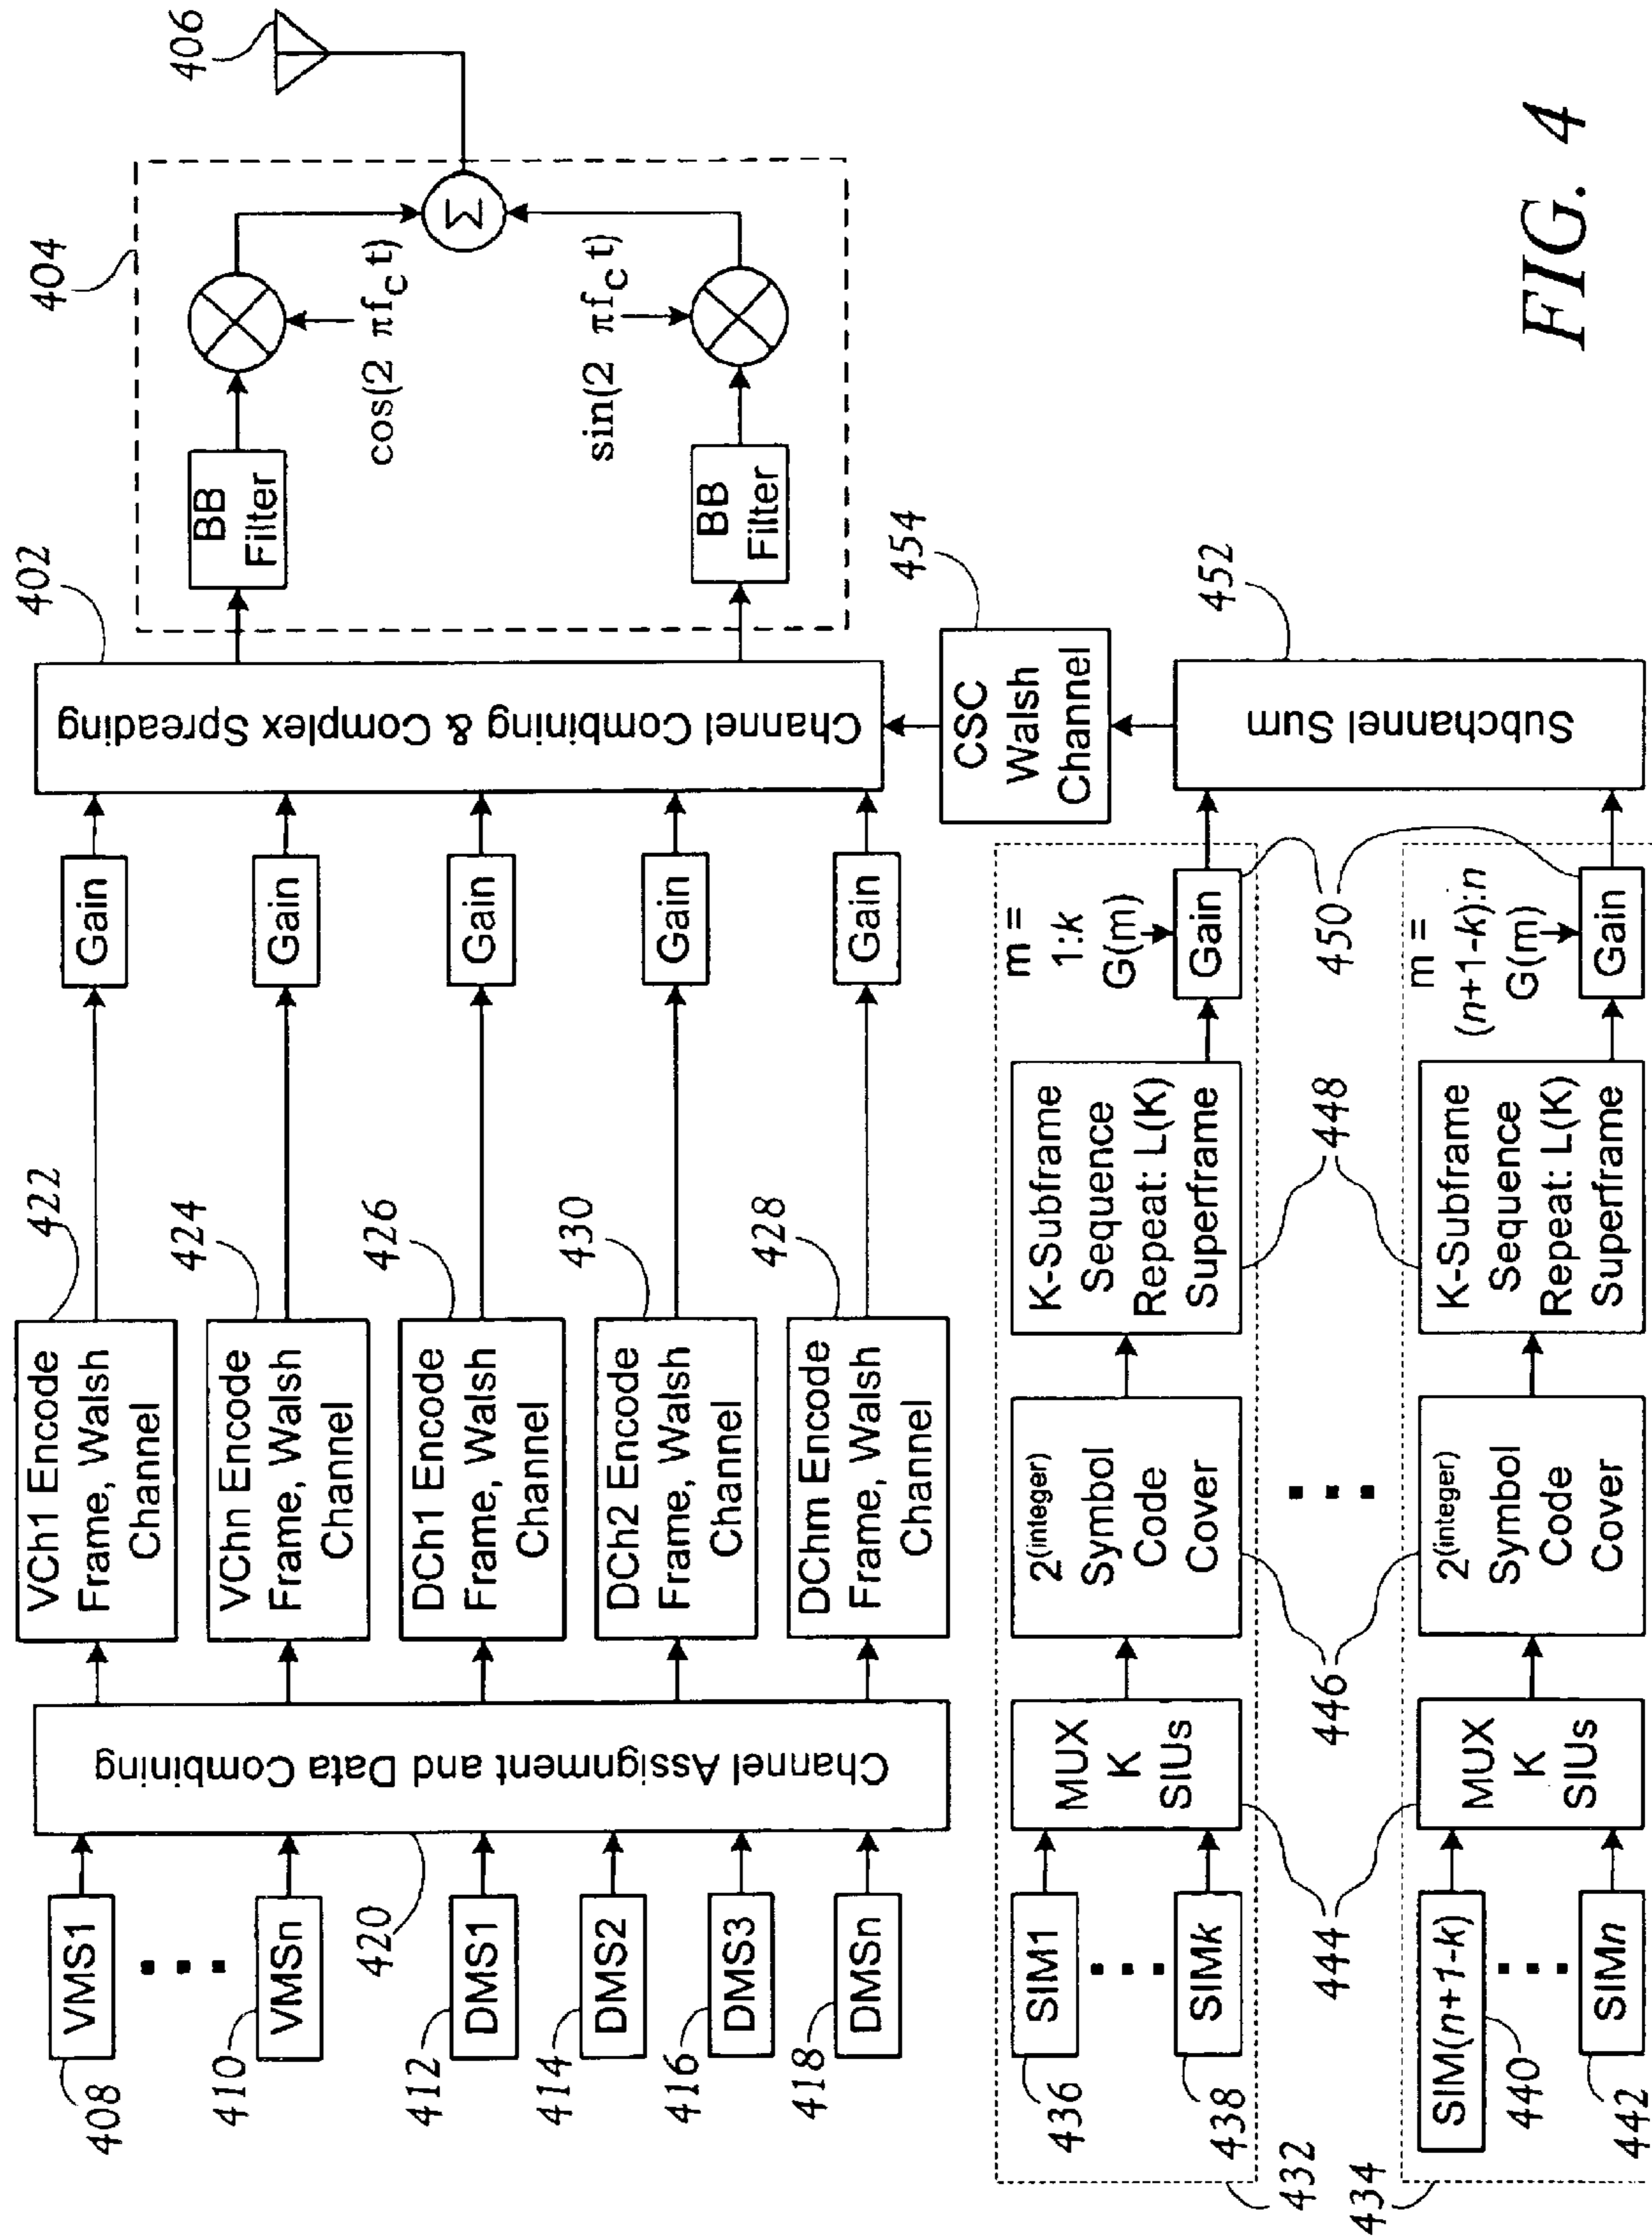 408
VMS1
410
VMSn
412
DMS1
414
DMS2
416
DMS3
418
DMSn
420
Channel Assignment and Data Combining
VCh1 Encode
Frame, Walsh
Channel
422
VChn Encode
Frame, Walsh
Channel
424
DCh1 Encode
Frame, Walsh
Channel
426
DCh2 Encode
Frame, Walsh
Channel
430
DChm Encode
Frame, Walsh
Channel
428
Gain
Gain
Gain
Gain
Gain
402
Channel Combining & Complex Spreading
404
BB
Filter
cos(2 πfct)
sin(2 πfct)
BB
Filter
Σ
406
432
436
SIM1
438
SIMk
MUX
K
SIUs
2(integer)
Symbol
Code
Cover
K-Subframe
Sequence
Repeat: L(K)
Superframe
m =
1:k
G(m)
Gain
444
446
448
450
434
SIM(n+1-k)
440
SIMn
442
MUX
K
SIUs
2(integer)
Symbol
Code
Cover
K-Subframe
Sequence
Repeat: L(K)
Superframe
m =
(n+1-k):n
G(m)
Gain
452
Subchannel Sum
454
CSC
Walsh
Channel
FIG. 4